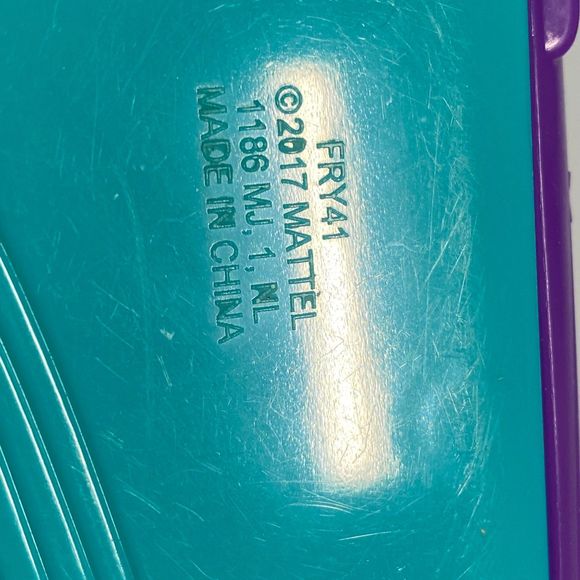 FRY41
©2017 MATTEL
1186 MJ, 1, NL
MADE IN CHINA